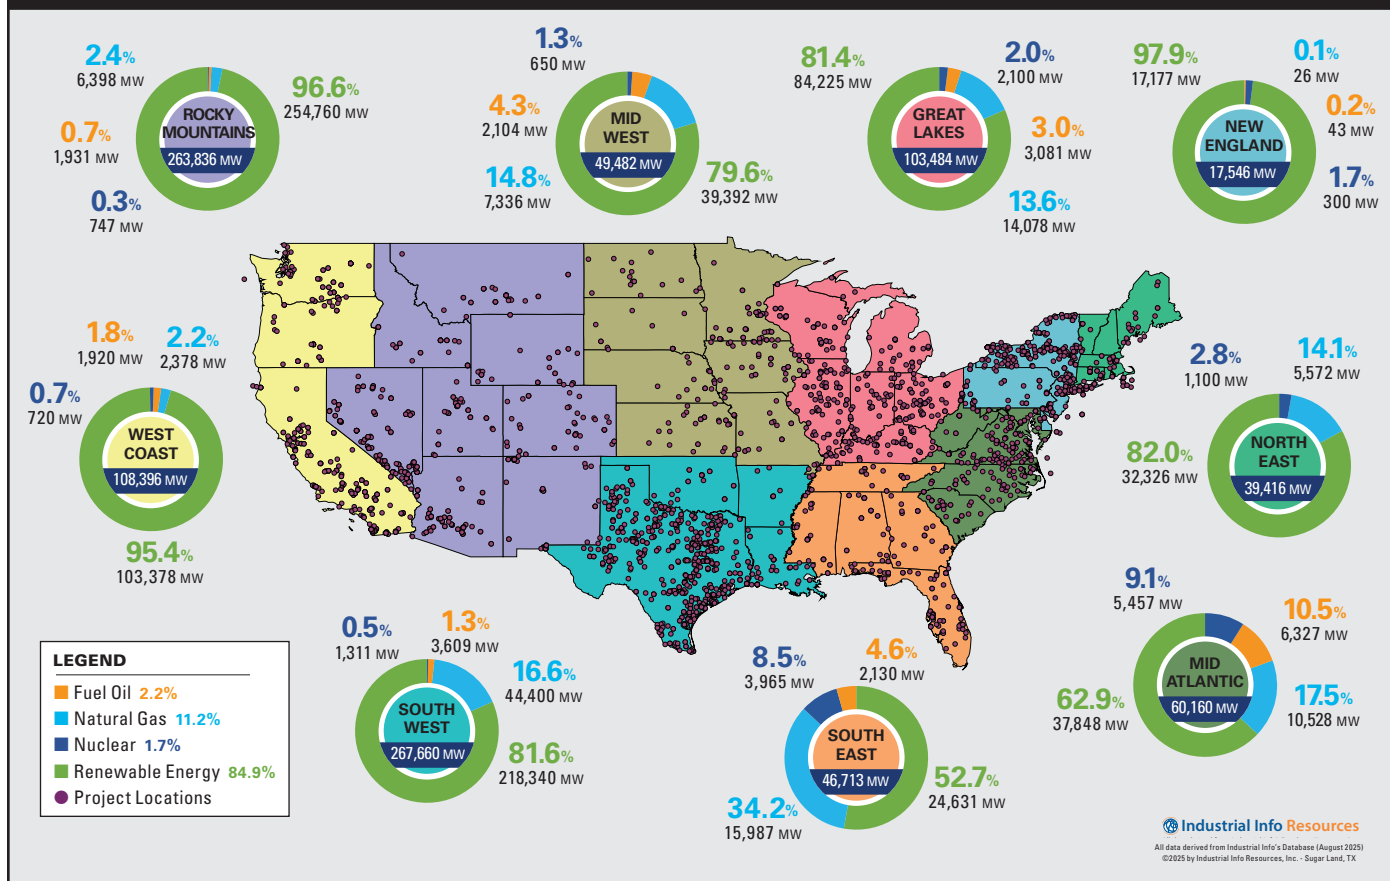 2.4%
6,398 MW
96.6%
254,760 MW
0.7%
1,931 MW
0.3%
747 MW
ROCKY
MOUNTAINS
263,836 MW
1.3%
650 MW
4.3%
2,104 MW
14.8%
7,336 MW
79.6%
39,392 MW
MID
WEST
49,482 MW
81.4%
84,225 MW
2.0%
2,100 MW
3.0%
3,081 MW
13.6%
14,078 MW
GREAT
LAKES
103,484 MW
97.9%
17,177 MW
0.1%
26 MW
0.2%
43 MW
1.7%
300 MW
NEW
ENGLAND
17,546 MW
1.8%
1,920 MW
2.2%
2,378 MW
0.7%
720 MW
WEST
COAST
108,396 MW
95.4%
103,378 MW
2.8%
1,100 MW
14.1%
5,572 MW
82.0%
32,326 MW
NORTH
EAST
39,416 MW
LEGEND
Fuel Oil 2.2%
Natural Gas 11.2%
Nuclear 1.7%
Renewable Energy 84.9%
Project Locations
0.5%
1,311 MW
1.3%
3,609 MW
16.6%
44,400 MW
SOUTH
WEST
267,660 MW
81.6%
218,340 MW
8.5%
3,965 MW
4.6%
2,130 MW
SOUTH
EAST
46,713 MW
52.7%
24,631 MW
34.2%
15,987 MW
9.1%
5,457 MW
10.5%
6,327 MW
62.9%
37,848 MW
MID
ATLANTIC
60,160 MW
17.5%
10,528 MW
Industrial Info Resources
All data derived from Industrial Info's Database (August 2025)
©2025 by Industrial Info Resources, Inc. - Sugar Land, TX